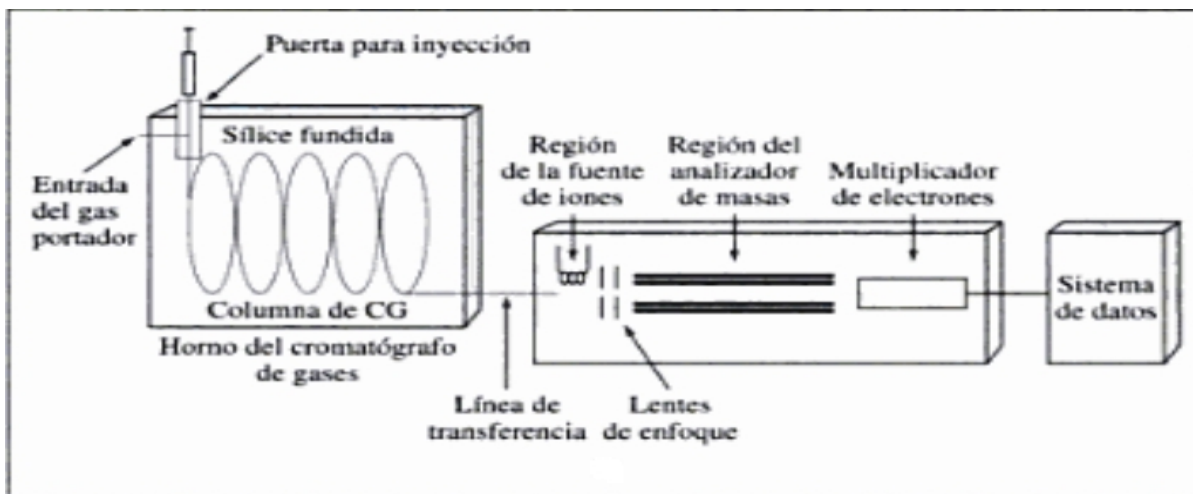 Puerta para inyección
Sílice fundida
Entrada
del gas
portador
Columna de CG
Horno del cromatógrafo
de gases
Línea de
transferencia
Lentes
de enfoque
Región
de la fuente
de iones
Región del
analizador
de masas
Multiplicador
de electrones
Sistema
de datos